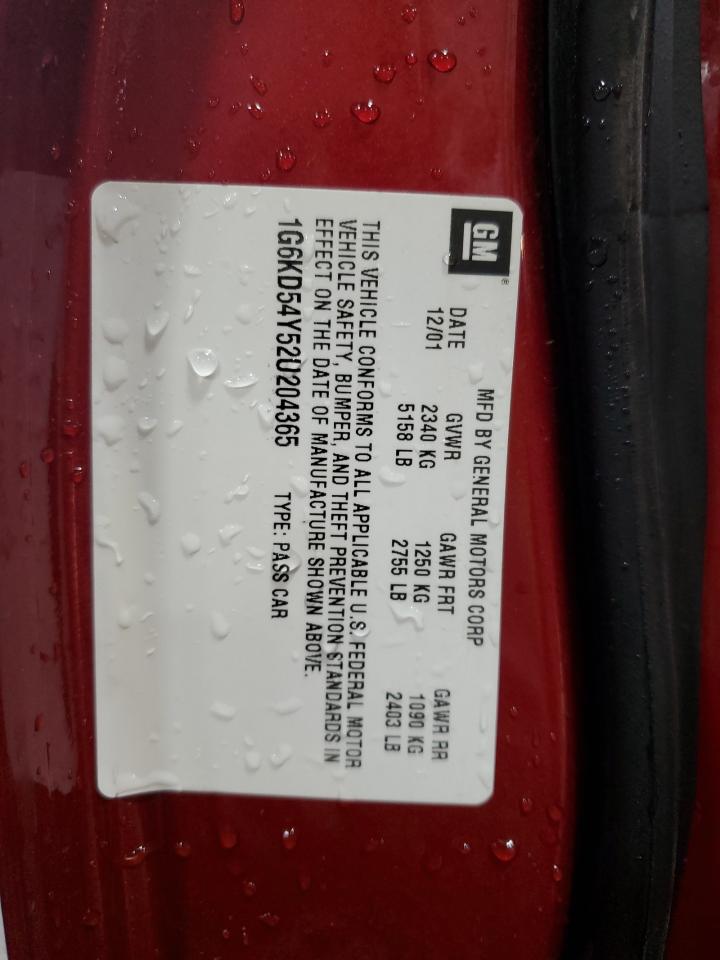 GM ®
MFD BY GENERAL MOTORS CORP
DATE GVWR GAWR FRT GAWR RR
12/01 2340 KG 1250 KG 1090 KG
5158 LB 2755 LB 2403 LB
THIS VEHICLE CONFORMS TO ALL APPLICABLE U.S. FEDERAL MOTOR
VEHICLE SAFETY, BUMPER, AND THEFT PREVENTION STANDARDS IN
EFFECT ON THE DATE OF MANUFACTURE SHOWN ABOVE.
1G6KD54Y52U204365 TYPE: PASS CAR